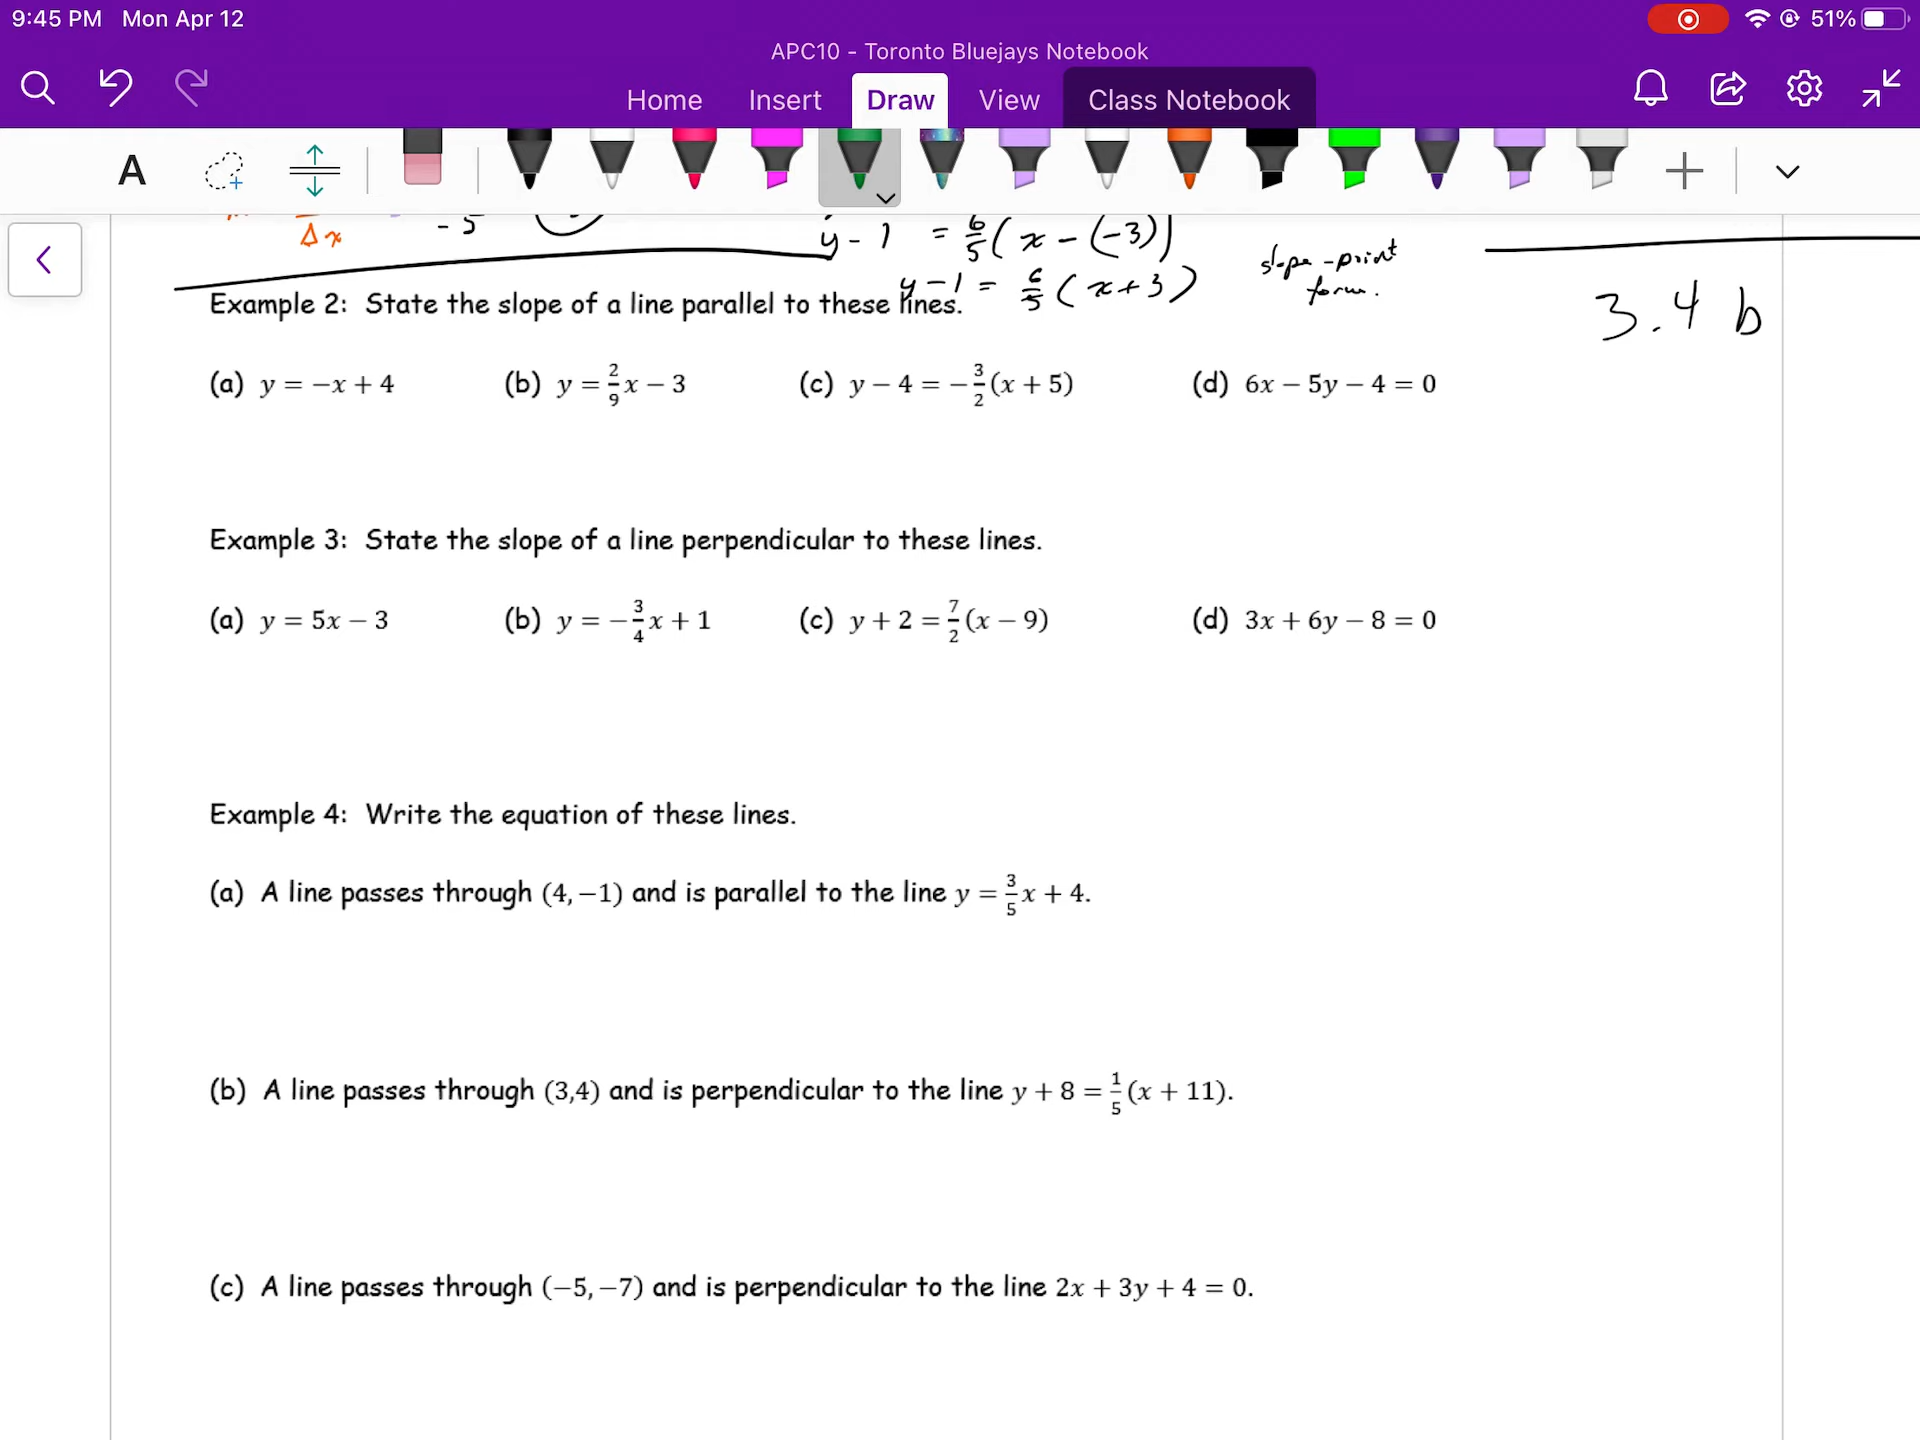 9:45 PM Mon Apr 12
51%
APC10 - Toronto Bluejays Notebook
Home Insert Draw View Class Notebook
A
Δx
- 5
y - 1 = 6/5 ( x - (-3))
y - 1 = 6/5 ( x + 3 )
slope - point
form.
3.4 b
Example 2: State the slope of a line parallel to these lines.
(a) y = −x + 4 (b) y = 2/9 x − 3 (c) y − 4 = − 3/2 (x + 5) (d) 6x − 5y − 4 = 0
Example 3: State the slope of a line perpendicular to these lines.
(a) y = 5x − 3 (b) y = − 3/4 x + 1 (c) y + 2 = 7/2 (x − 9) (d) 3x + 6y − 8 = 0
Example 4: Write the equation of these lines.
(a) A line passes through (4, −1) and is parallel to the line y = 3/5 x + 4.
(b) A line passes through (3,4) and is perpendicular to the line y + 8 = 1/5 (x + 11).
(c) A line passes through (−5, −7) and is perpendicular to the line 2x + 3y + 4 = 0.